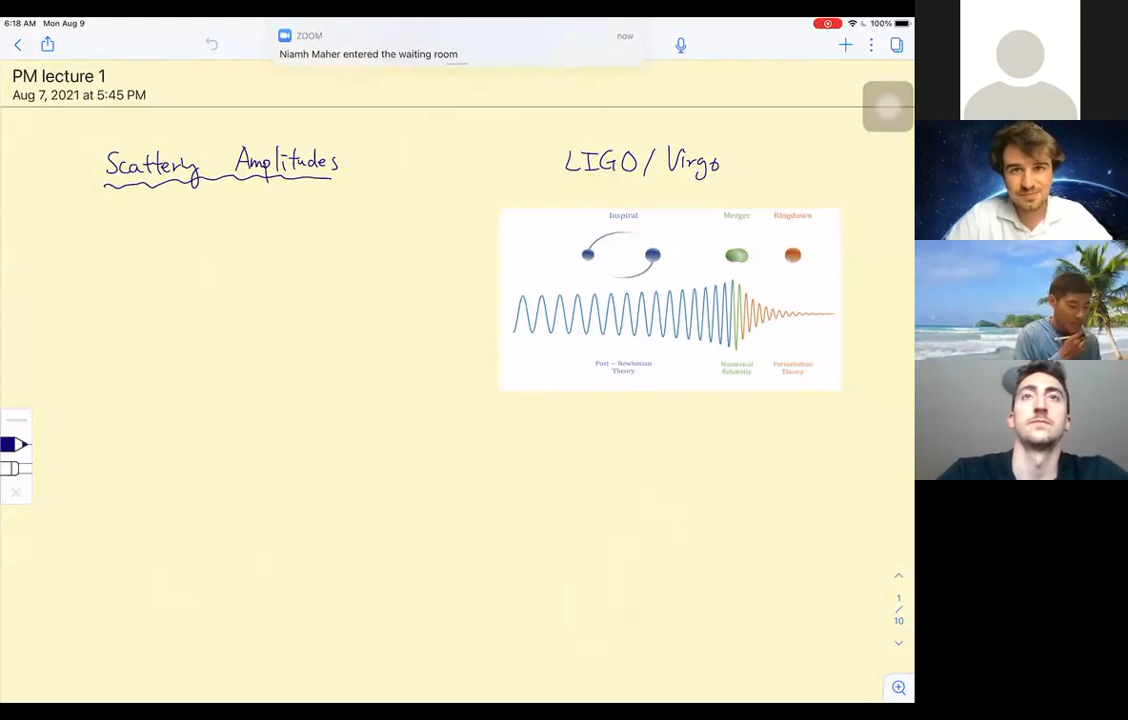 6:18 AM Mon Aug 9
100%
ZOOM
now
Niamh Maher entered the waiting room
PM lecture 1
Aug 7, 2021 at 5:45 PM
Scattering Amplitudes
LIGO / Virgo
Inspiral
Merger
Ringdown
Post – Newtonian
Theory
Numerical
Relativity
Perturbation
Theory
1
/
10